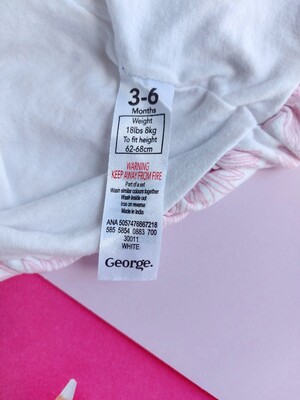 3-6
Months
Weight
18lbs 8kg
To fit height
62-68cm
WARNING
KEEP AWAY FROM FIRE
Part of a set
Wash similar colours together
Wash inside out
Iron on reverse
Made in India
ANA 5057476867218
585 5854 0883 700
30011
WHITE
George.